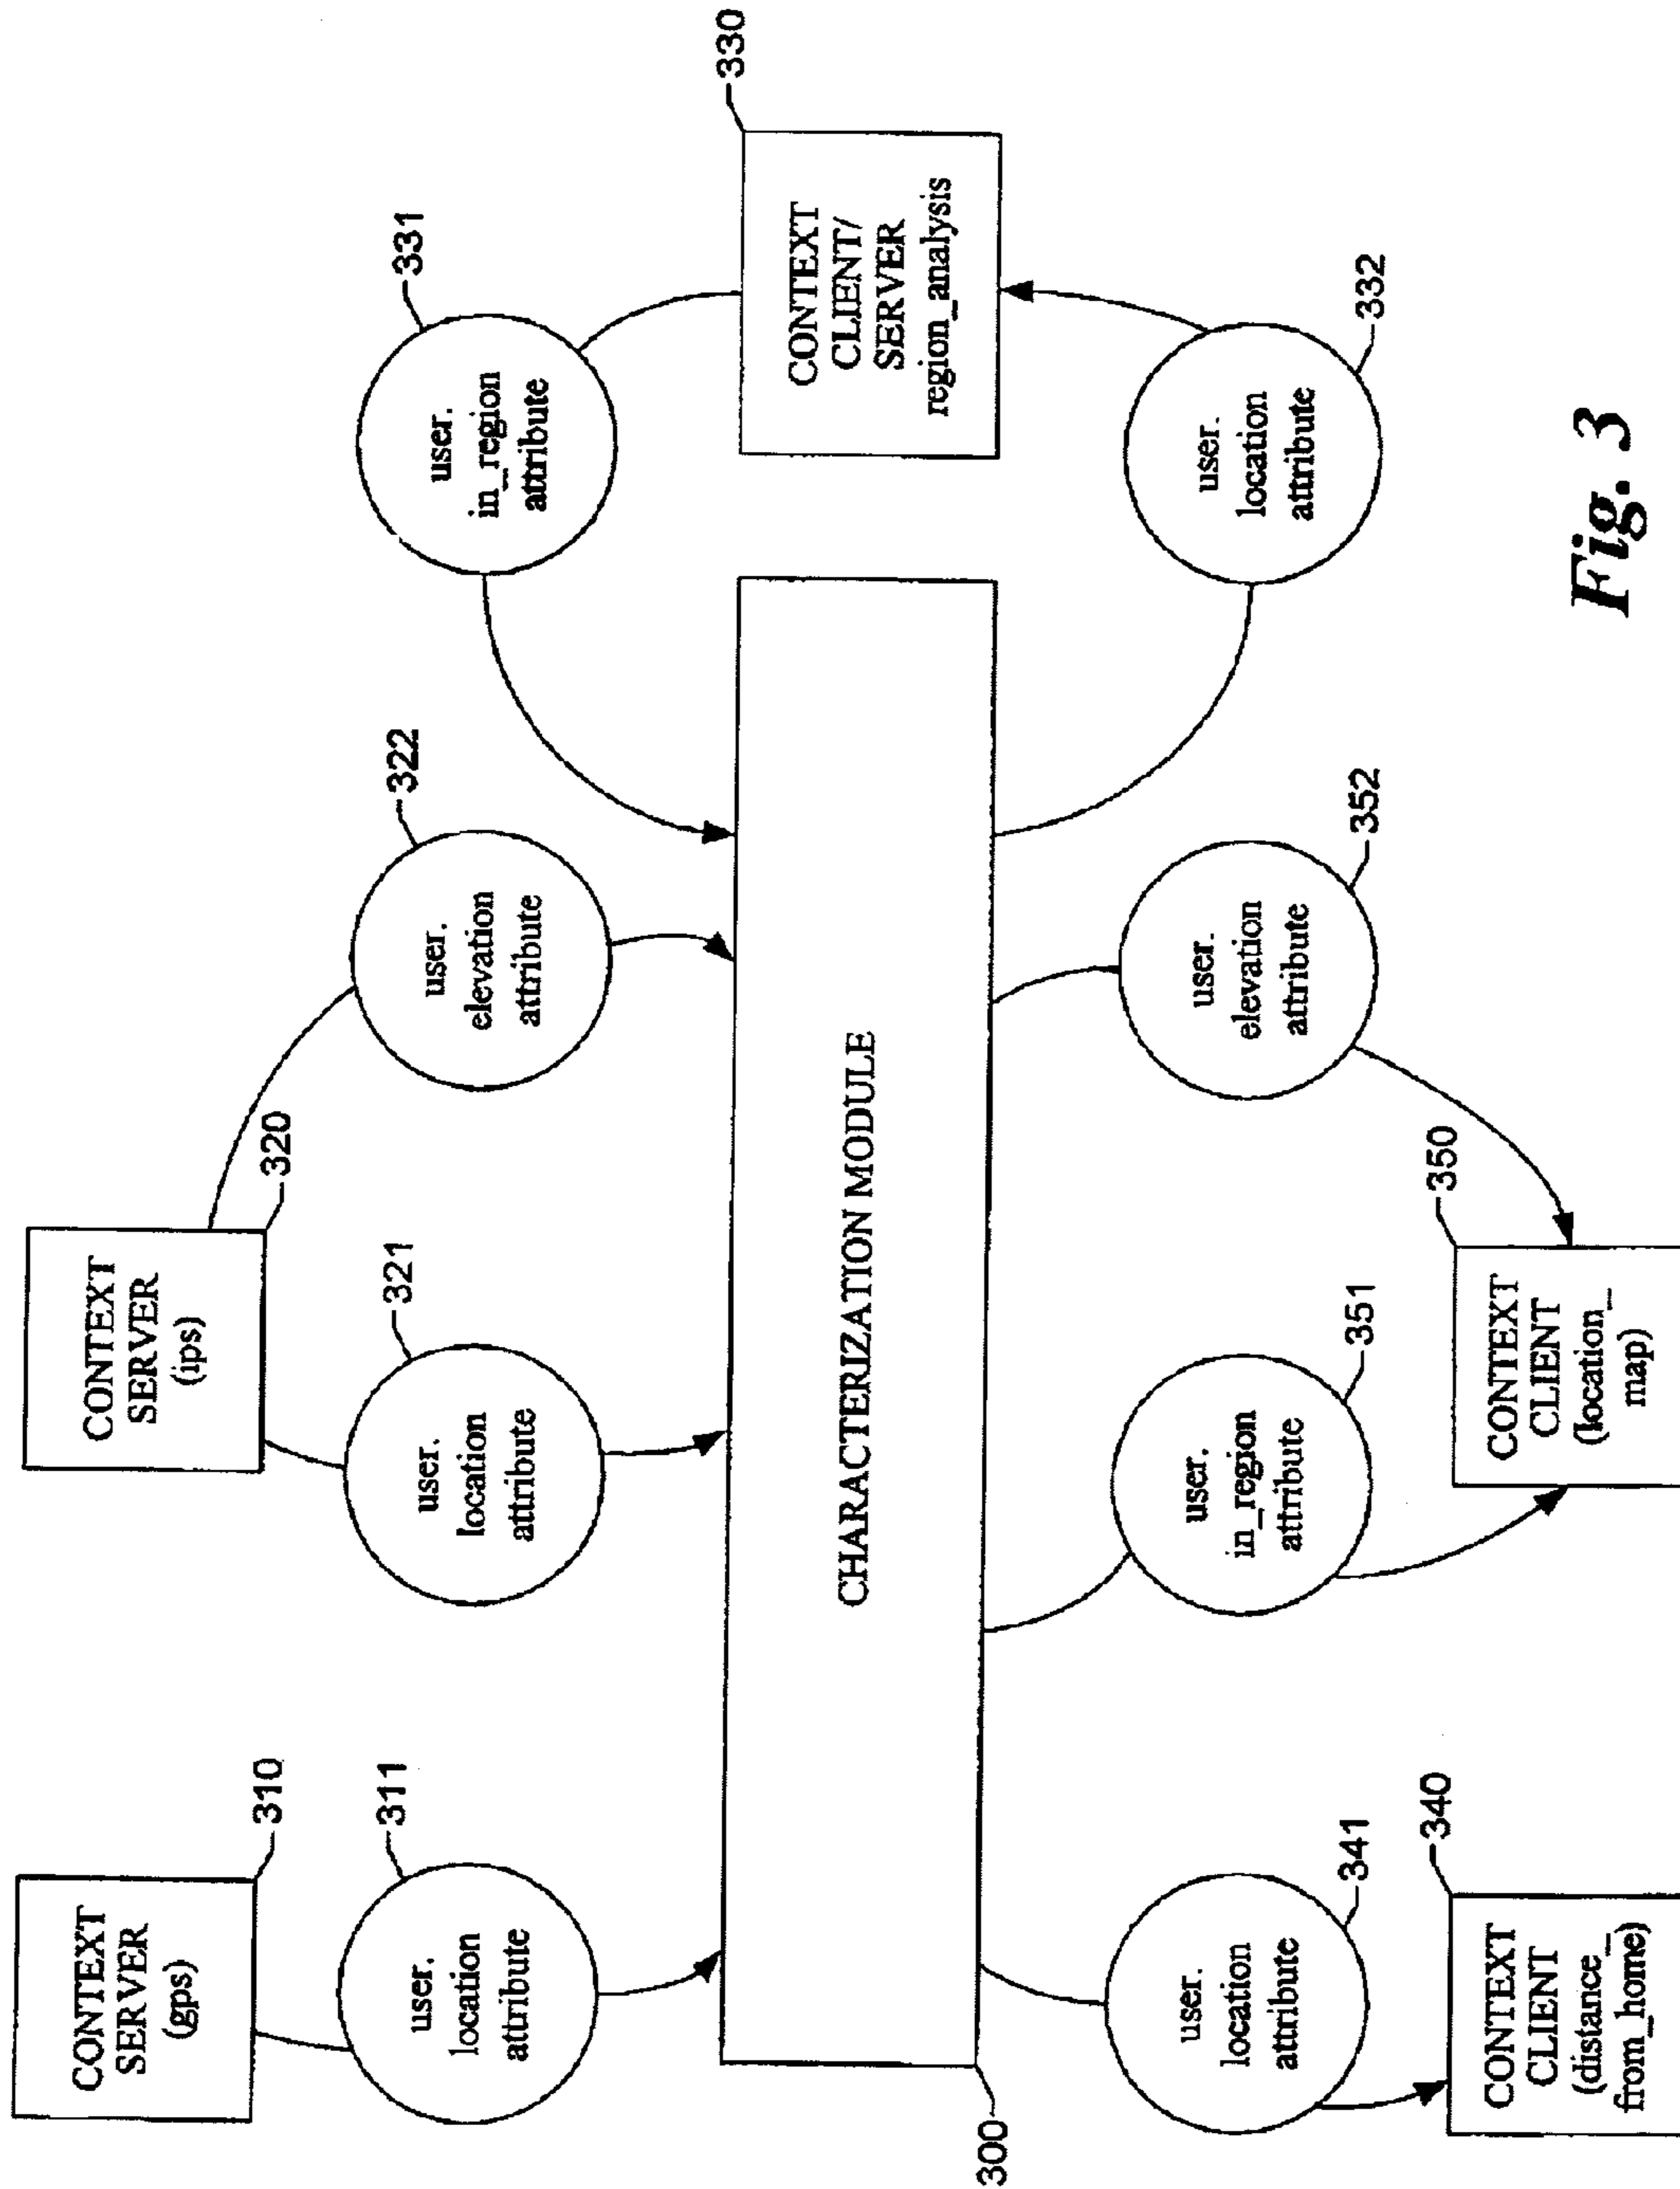 CONTEXT
SERVER
(gps)
310
user.
location
attribute
311
CONTEXT
SERVER
(ips)
320
user.
location
attribute
321
user.
elevation
attribute
322
user.
in_region
attribute
331
CONTEXT
CLIENT/
SERVER
region_analysis
330
CHARACTERIZATION MODULE
300
user.
location
attribute
341
CONTEXT
CLIENT
(distance_
from_home)
340
user.
in_region
attribute
351
user.
elevation
attribute
352
CONTEXT
CLIENT
(location_
map)
350
user.
location
attribute
332
Fig. 3